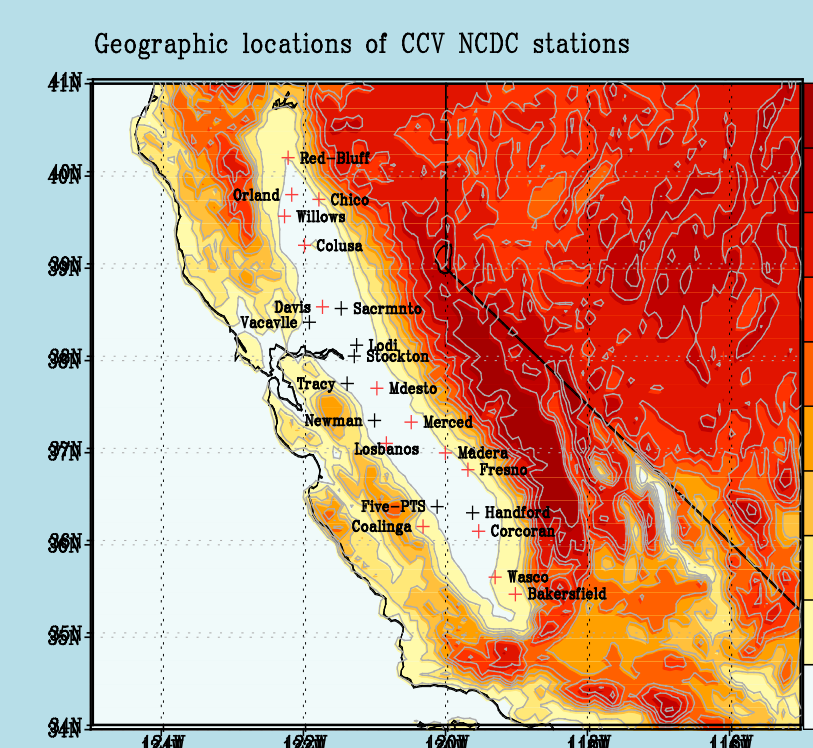 Geographic locations of CCV NCDC stations
41N
Red-Bluff
40N
Orland
Chico
Willows
Colusa
39N
Davis
Sacrmnto
Vacaylle
Lodi
38N
Stockton
Tracy
Mdesto
Newman
Merced
37N
Losbanos
Madera
Fresno
Five-PTS
Handford
Coalinga
Corcoran
36N
Wasco
Bakersfield
35N
34N
124W 122W 120W 118W 116W